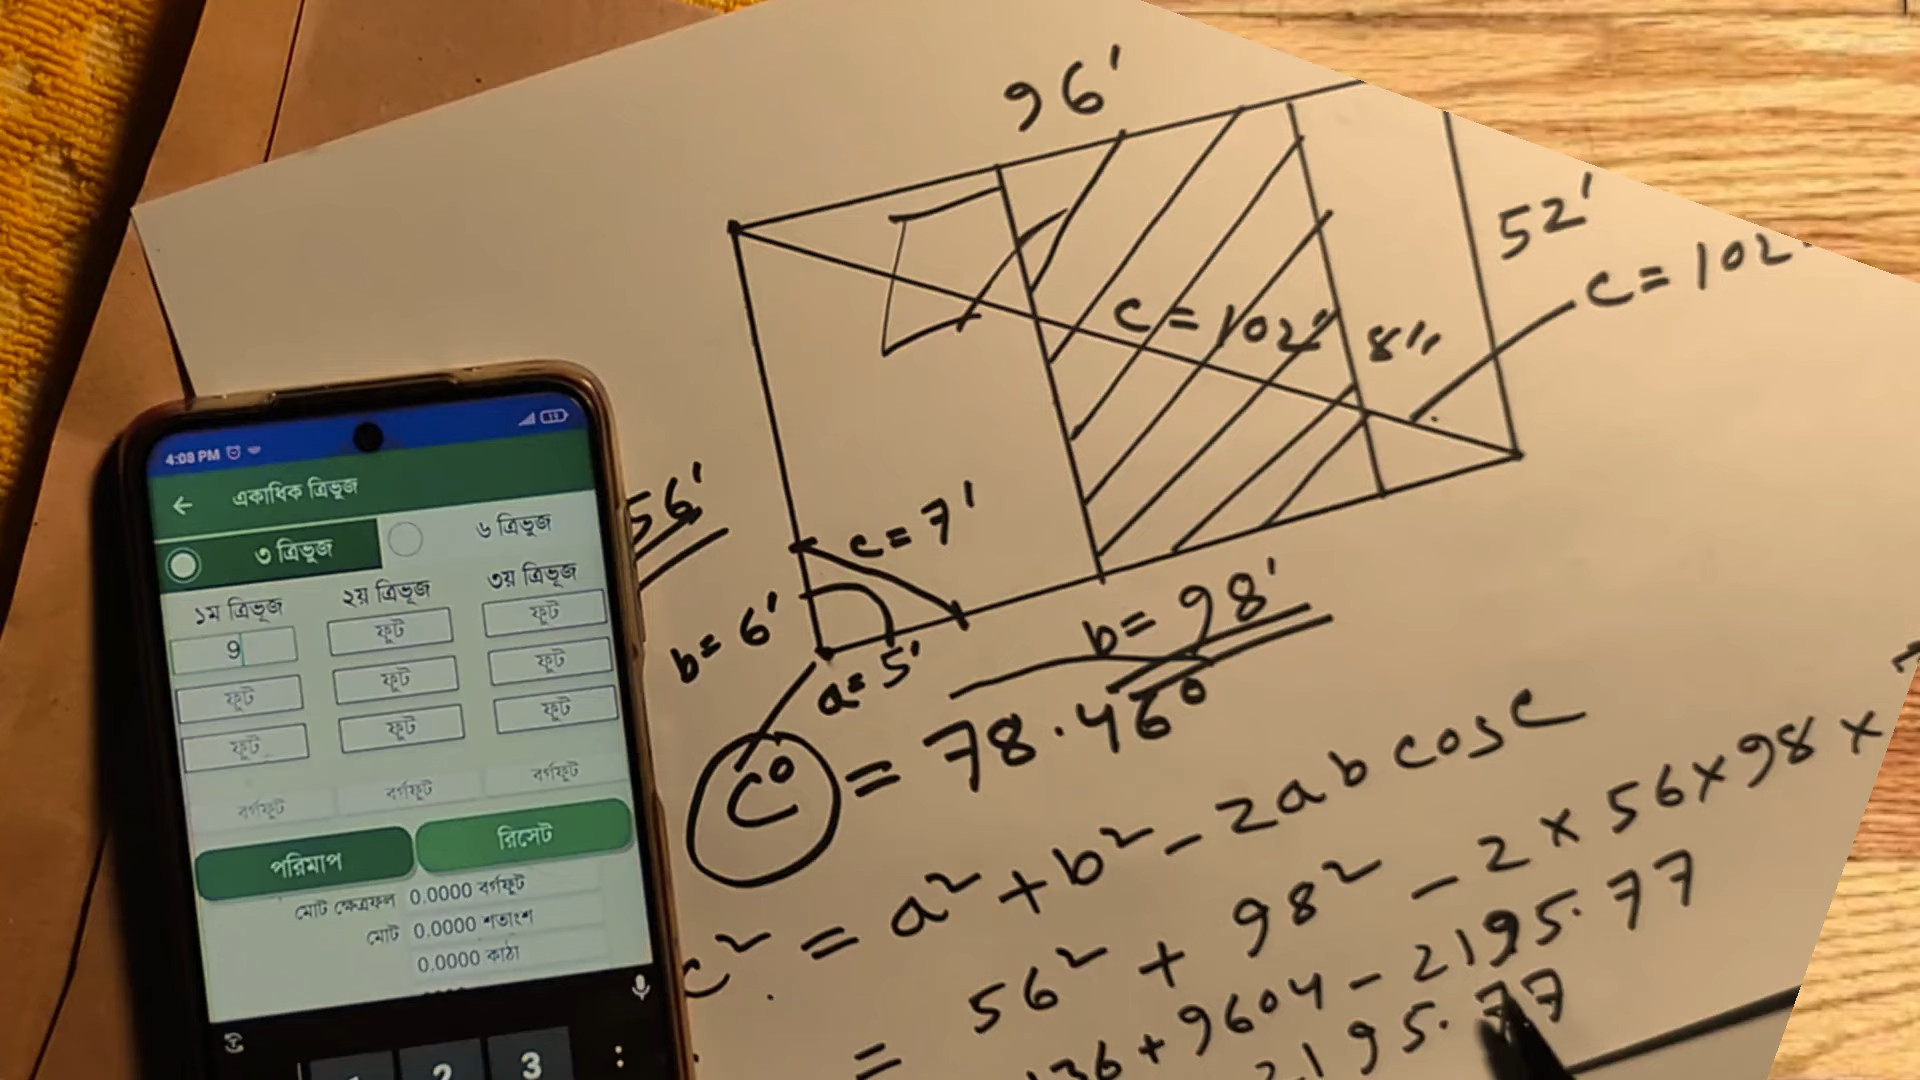 96'
52'
c = 102'
c = 102' 8"
56'
c = 7'
b = 6'
a = 5'
b = 98'
C° = 78.46°
c² = a² + b² - 2ab cos c
= 56² + 98² - 2 × 56 × 98 ×
136 + 9604 - 2195.77
2195.77
4:08 PM
একাধিক ত্রিভূজ
৩ ত্রিভূজ ৬ ত্রিভূজ
১ম ত্রিভূজ ২য় ত্রিভূজ ৩য় ত্রিভূজ
9 ফূট ফূট
ফূট ফূট ফূট
ফূট ফূট ফূট
বর্গফূট বর্গফূট বর্গফূট
পরিমাপ রিসেট
মোট ক্ষেত্রফল 0.0000 বর্গফূট
মোট 0.0000 শতাংশ
0.0000 কাঠা
2 3